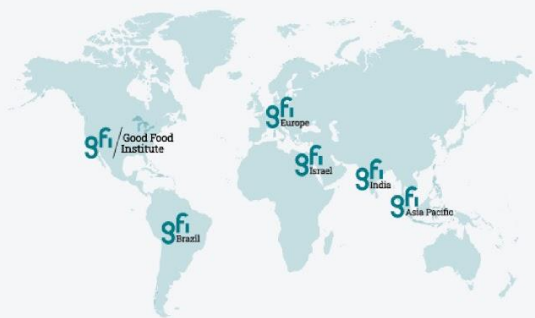 gfi / Good Food
Institute
gfi Europe
gfi Israel
gfi India
gfi Asia Pacific
gfi Brazil